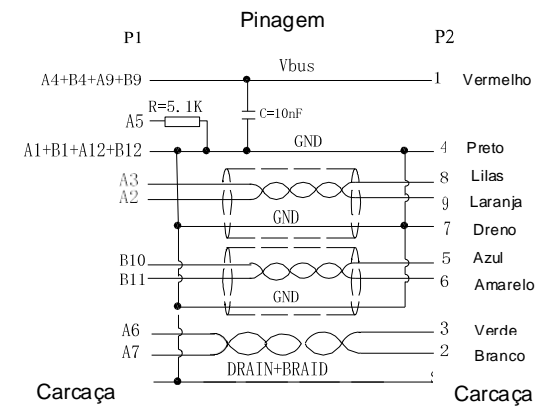 Pinagem
P1 P2
Vbus
A4+B4+A9+B9 1 Vermelho
R=5.1K
C=10nF
A5
GND
A1+B1+A12+B12 4 Preto
A3 8 Lilas
A2 9 Laranja
GND
7 Dreno
B10 5 Azul
B11 6 Amarelo
GND
A6 3 Verde
A7 2 Branco
DRAIN+BRAID
Carcaça Carcaça